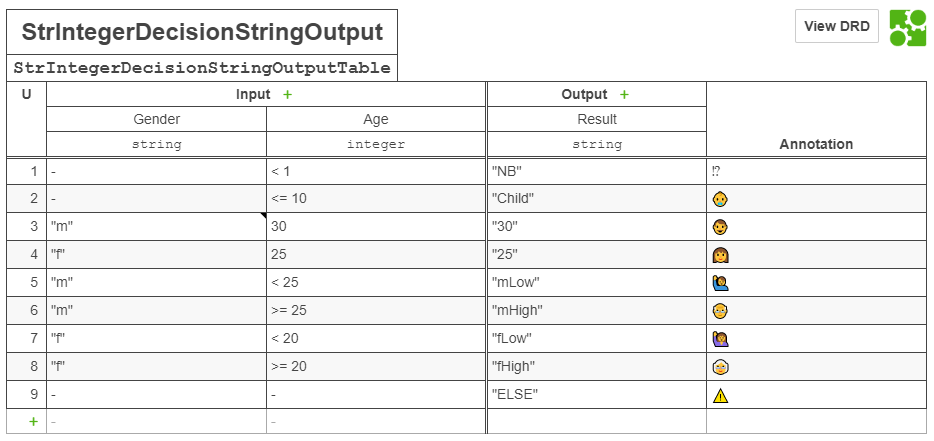 StrIntegerDecisionStringOutput
View DRD
StrIntegerDecisionStringOutputTable
U Input + Output + Annotation
Gender Age Result
string integer string
1 - < 1 "NB" ⁉
2 - <= 10 "Child" 😢
3 "m" 30 "30" 👨
4 "f" 25 "25" 👩
5 "m" < 25 "mLow" 🙋‍♂️
6 "m" >= 25 "mHigh" 👴
7 "f" < 20 "fLow" 🙋‍♀️
8 "f" >= 20 "fHigh" 👵
9 - - "ELSE" ⚠
+ - -